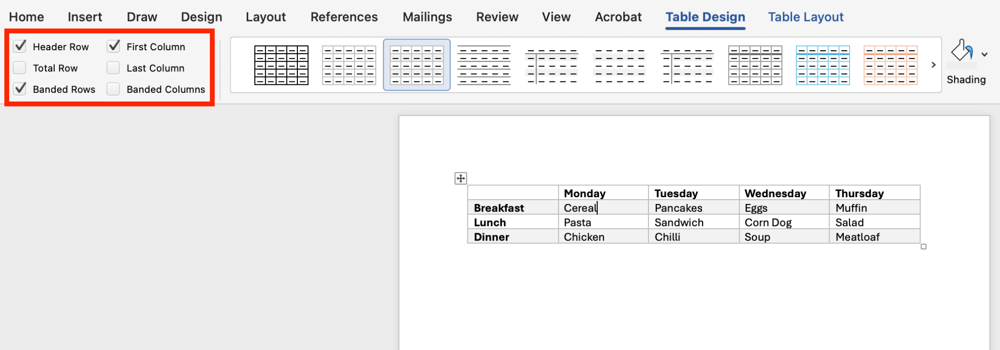 Home Insert Draw Design Layout References Mailings Review View Acrobat Table Design Table Layout
Header Row First Column
Total Row Last Column
Banded Rows Banded Columns
Shading
Monday Tuesday Wednesday Thursday
Breakfast Cereal Pancakes Eggs Muffin
Lunch Pasta Sandwich Corn Dog Salad
Dinner Chicken Chilli Soup Meatloaf